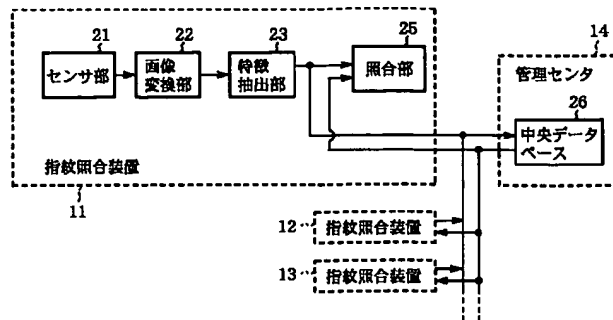 14
21
22
23
25
センサ部
画像
変換部
特徴
抽出部
照合部
管理センタ
26
中央データ
ベース
指紋照合装置
11
12
指紋照合装置
13
指紋照合装置